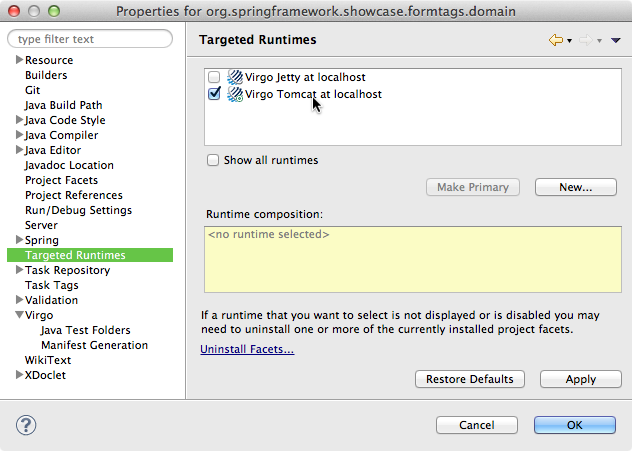 Properties for org.springframework.showcase.formtags.domain
type filter text
Resource
Builders
Git
Java Build Path
Java Code Style
Java Compiler
Java Editor
Javadoc Location
Project Facets
Project References
Run/Debug Settings
Server
Spring
Targeted Runtimes
Task Repository
Task Tags
Validation
Virgo
Java Test Folders
Manifest Generation
WikiText
XDoclet
Targeted Runtimes
Virgo Jetty at localhost
Virgo Tomcat at localhost
Show all runtimes
Make Primary
New...
Runtime composition:
<no runtime selected>
If a runtime that you want to select is not displayed or is disabled you may
need to uninstall one or more of the currently installed project facets.
Uninstall Facets...
Restore Defaults
Apply
?
Cancel
OK